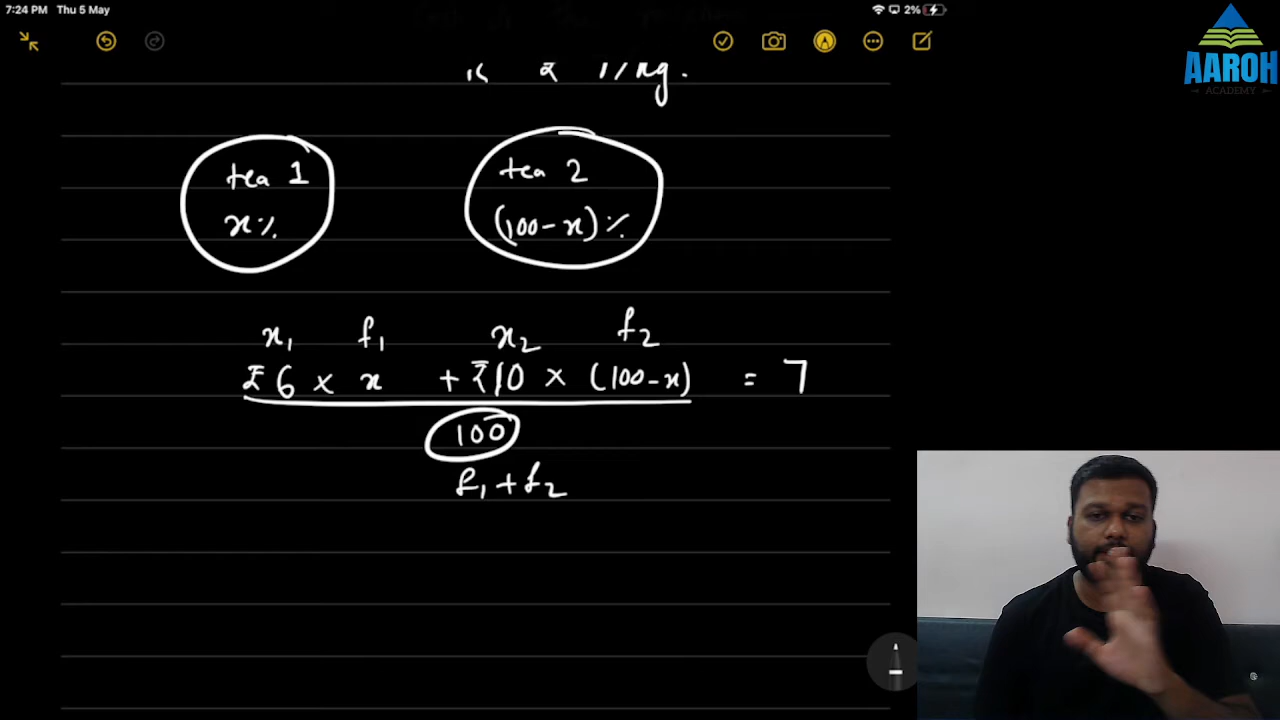 7:24 PM Thu 5 May
2%
AAROH
ACADEMY
is ₹ 7/kg.
tea 1
x%
tea 2
(100-x)%
x₁ f₁ x₂ f₂
₹6 × x + ₹10 × (100-x) = 7
100
f₁ + f₂